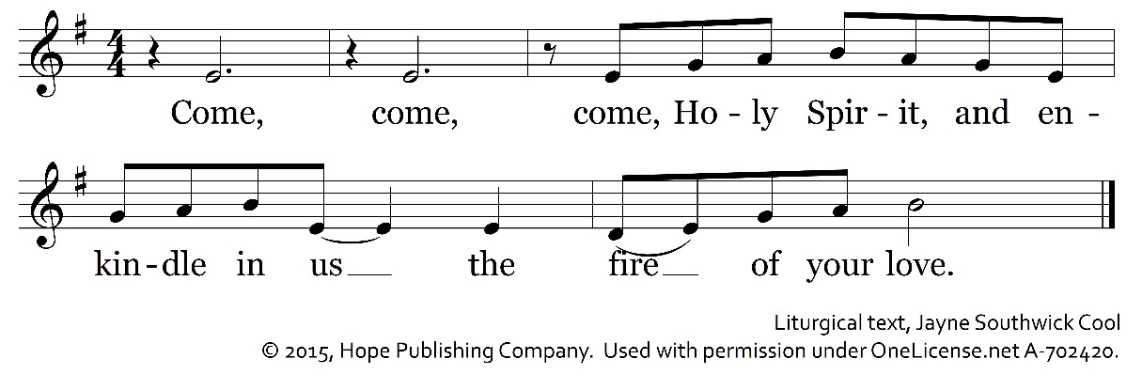 Come, come, come, Ho - ly Spir - it, and en -
kin - dle in us the fire of your love.
Liturgical text, Jayne Southwick Cool
© 2015, Hope Publishing Company. Used with permission under OneLicense.net A-702420.